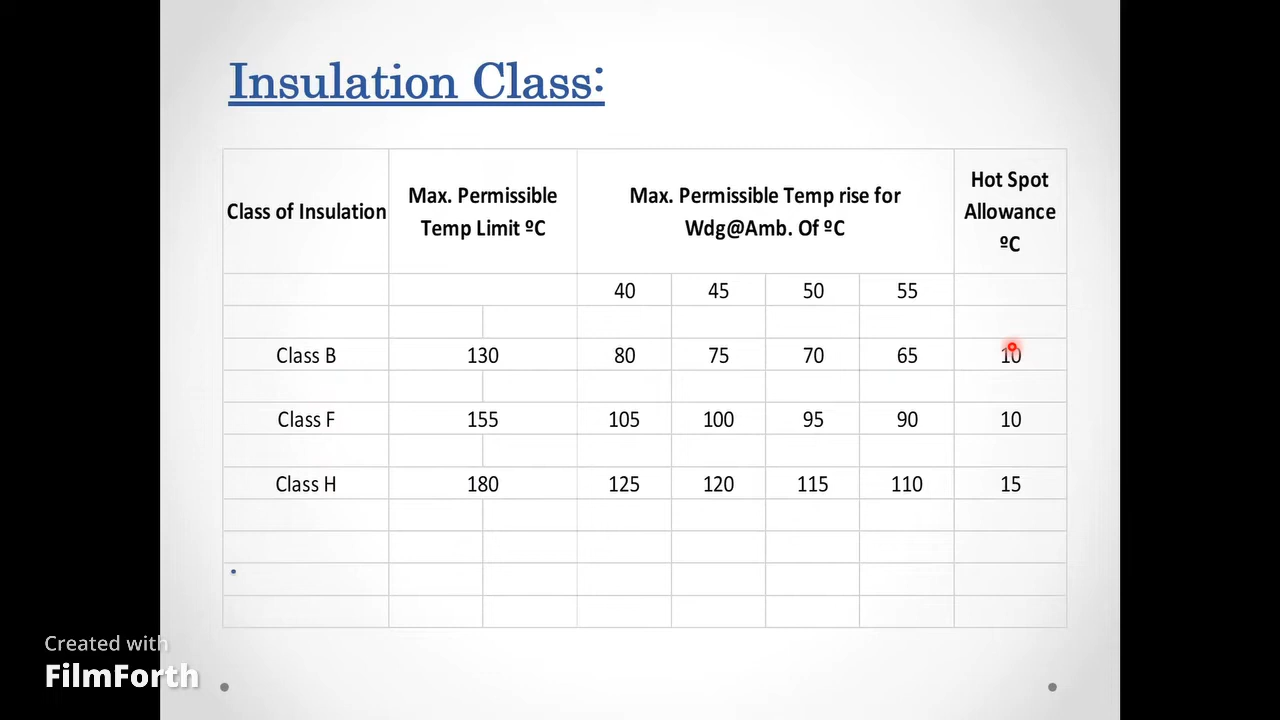 Insulation Class:
Class of Insulation
Max. Permissible
Temp Limit ºC
Max. Permissible Temp rise for
Wdg@Amb. Of ºC
Hot Spot
Allowance
ºC
40 45 50 55
Class B 130 80 75 70 65 10
Class F 155 105 100 95 90 10
Class H 180 125 120 115 110 15
Created with
FilmForth